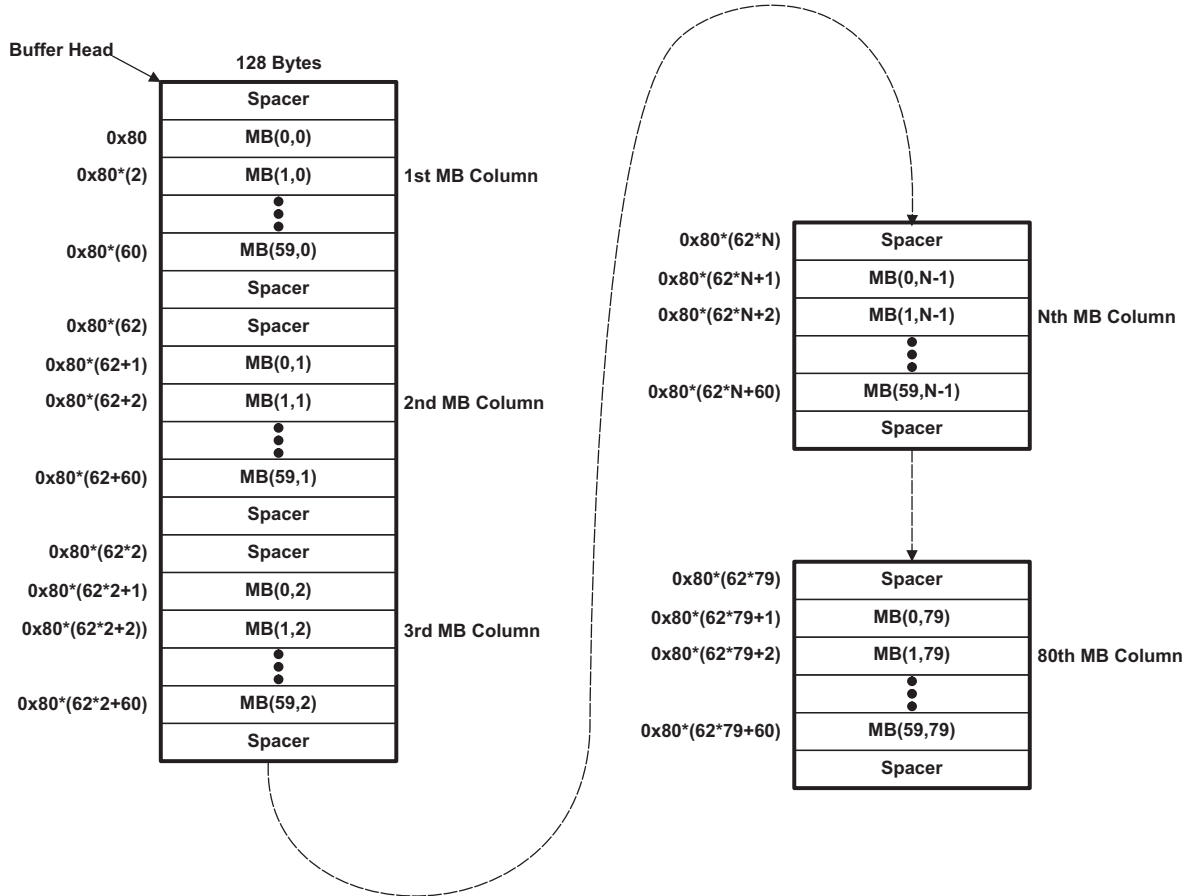 Buffer Head
128 Bytes
Spacer
0x80 MB(0,0)
0x80*(2) MB(1,0) 1st MB Column
0x80*(60) MB(59,0)
Spacer
0x80*(62) Spacer
0x80*(62+1) MB(0,1)
0x80*(62+2) MB(1,1) 2nd MB Column
0x80*(62+60) MB(59,1)
Spacer
0x80*(62*2) Spacer
0x80*(62*2+1) MB(0,2)
0x80*(62*2+2)) MB(1,2) 3rd MB Column
0x80*(62*2+60) MB(59,2)
Spacer
0x80*(62*N) Spacer
0x80*(62*N+1) MB(0,N-1)
0x80*(62*N+2) MB(1,N-1) Nth MB Column
0x80*(62*N+60) MB(59,N-1)
Spacer
0x80*(62*79) Spacer
0x80*(62*79+1) MB(0,79)
0x80*(62*79+2) MB(1,79) 80th MB Column
0x80*(62*79+60) MB(59,79)
Spacer